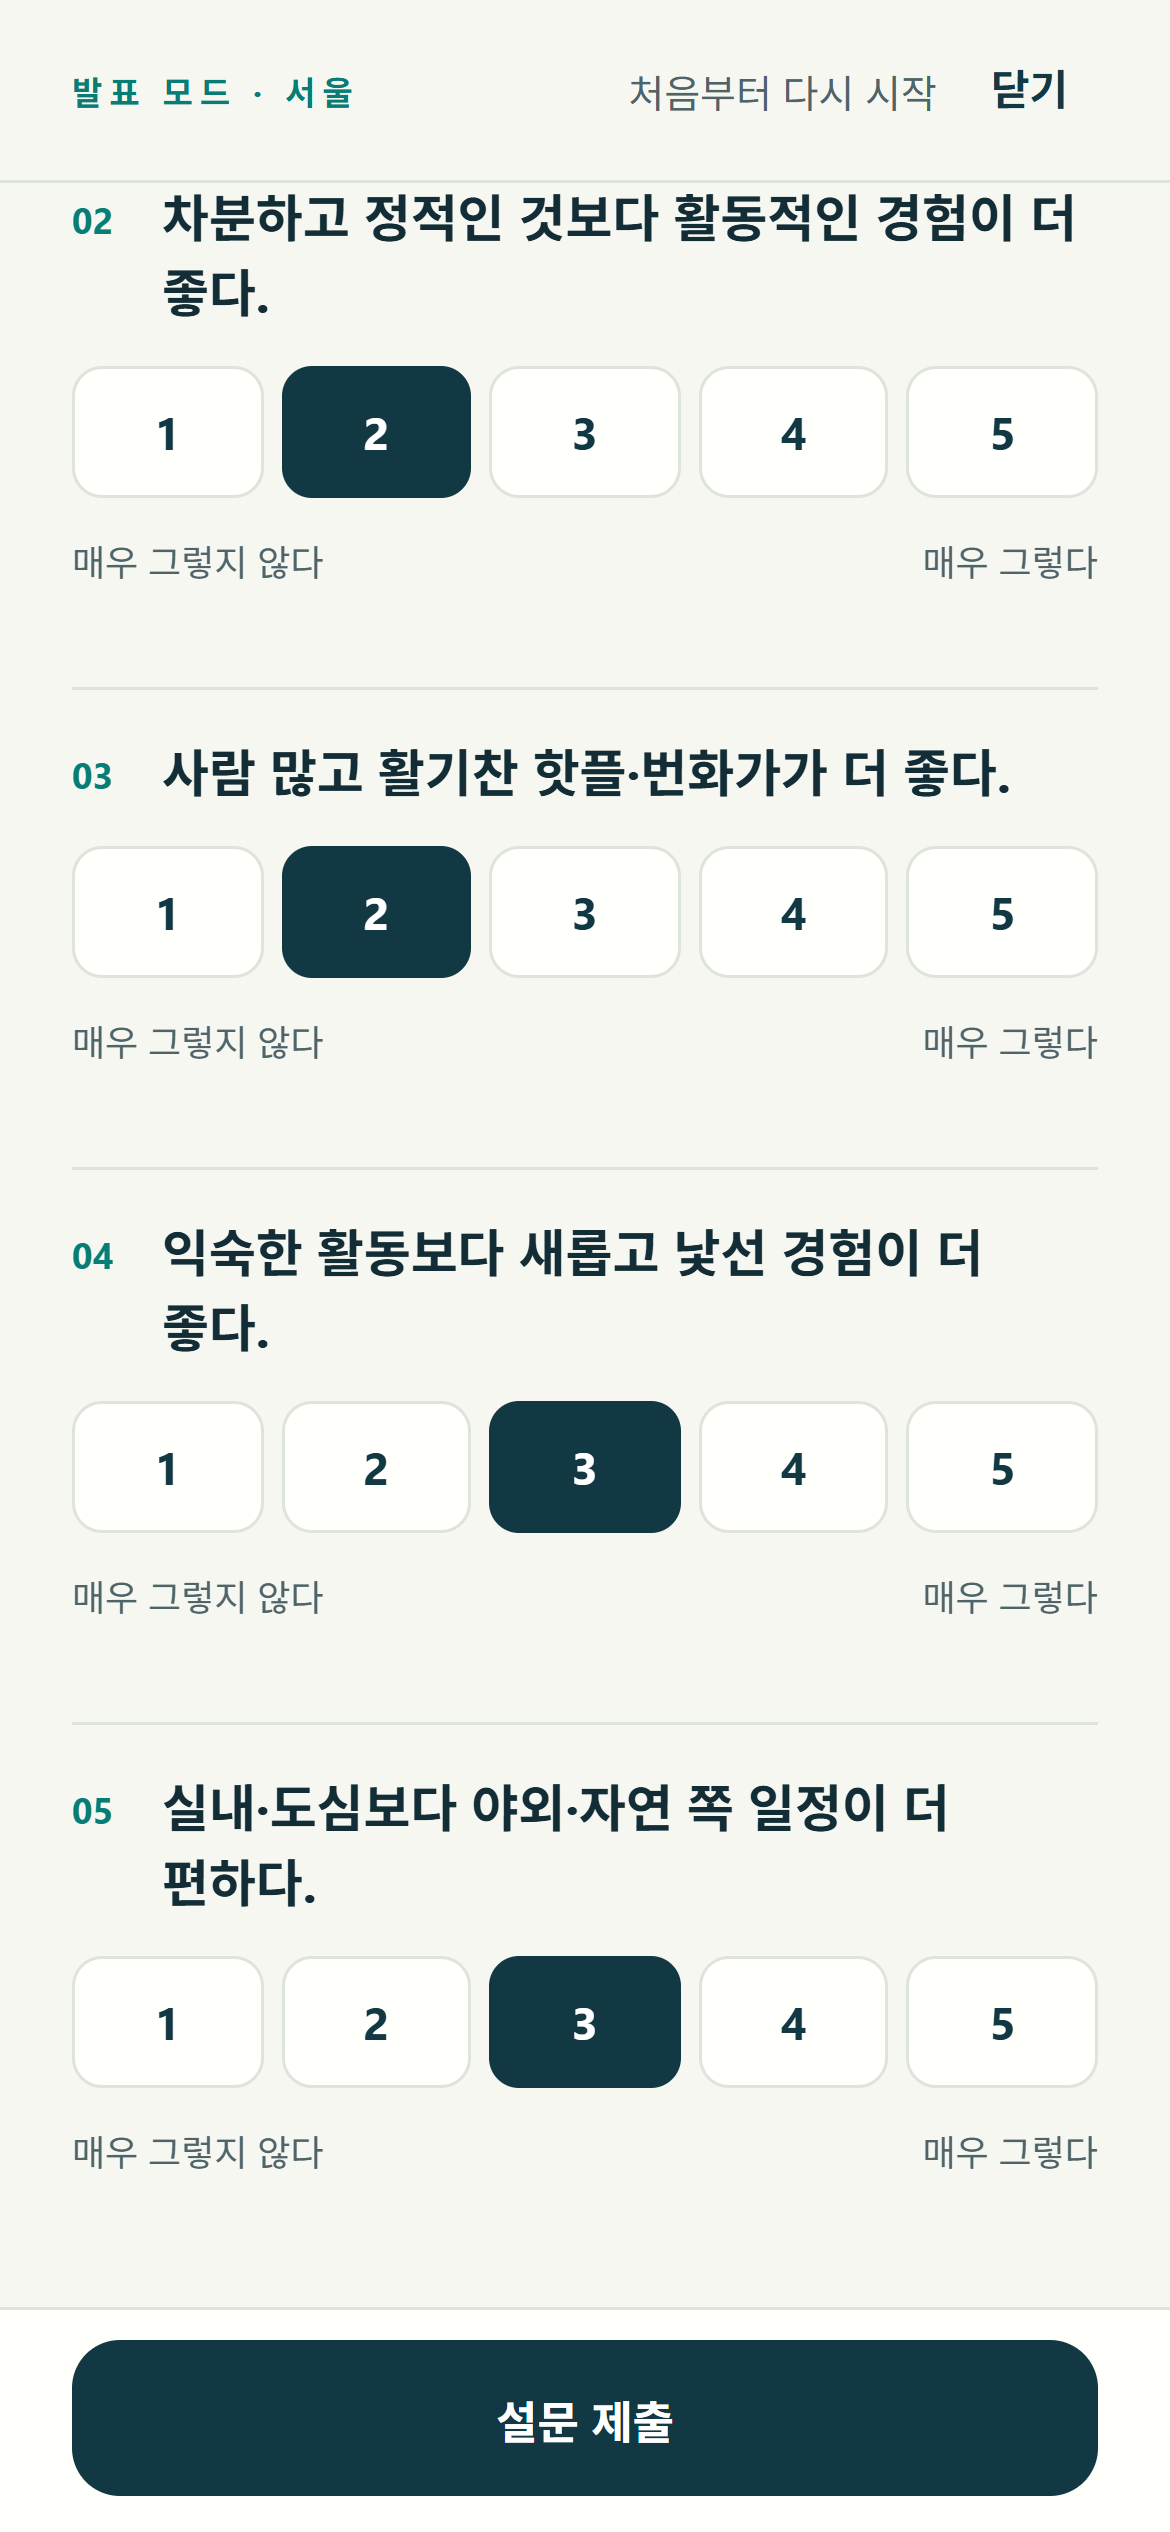 발표 모드 · 서울
처음부터 다시 시작
닫기
02 차분하고 정적인 것보다 활동적인 경험이 더
좋다.
1 2 3 4 5
매우 그렇지 않다 매우 그렇다
03 사람 많고 활기찬 핫플·번화가가 더 좋다.
1 2 3 4 5
매우 그렇지 않다 매우 그렇다
04 익숙한 활동보다 새롭고 낯선 경험이 더
좋다.
1 2 3 4 5
매우 그렇지 않다 매우 그렇다
05 실내·도심보다 야외·자연 쪽 일정이 더
편하다.
1 2 3 4 5
매우 그렇지 않다 매우 그렇다
설문 제출